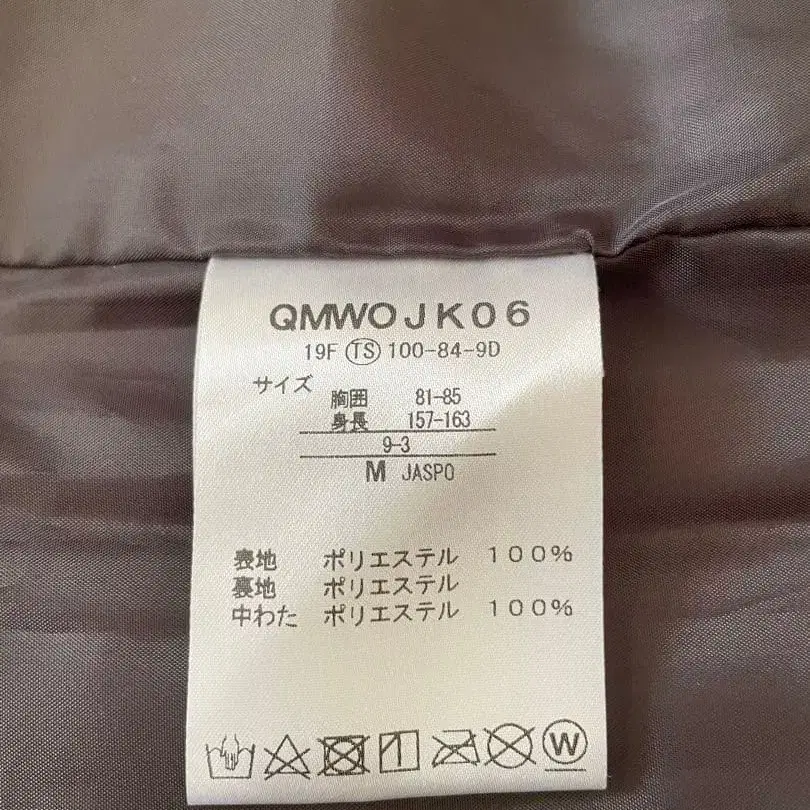 QMWOJK06
19F TS 100-84-9D
サイズ
胸囲 81-85
身長 157-163
9-3
M JASPO
表地 ポリエステル 100%
裏地 ポリエステル
中わた ポリエステル 100%
W